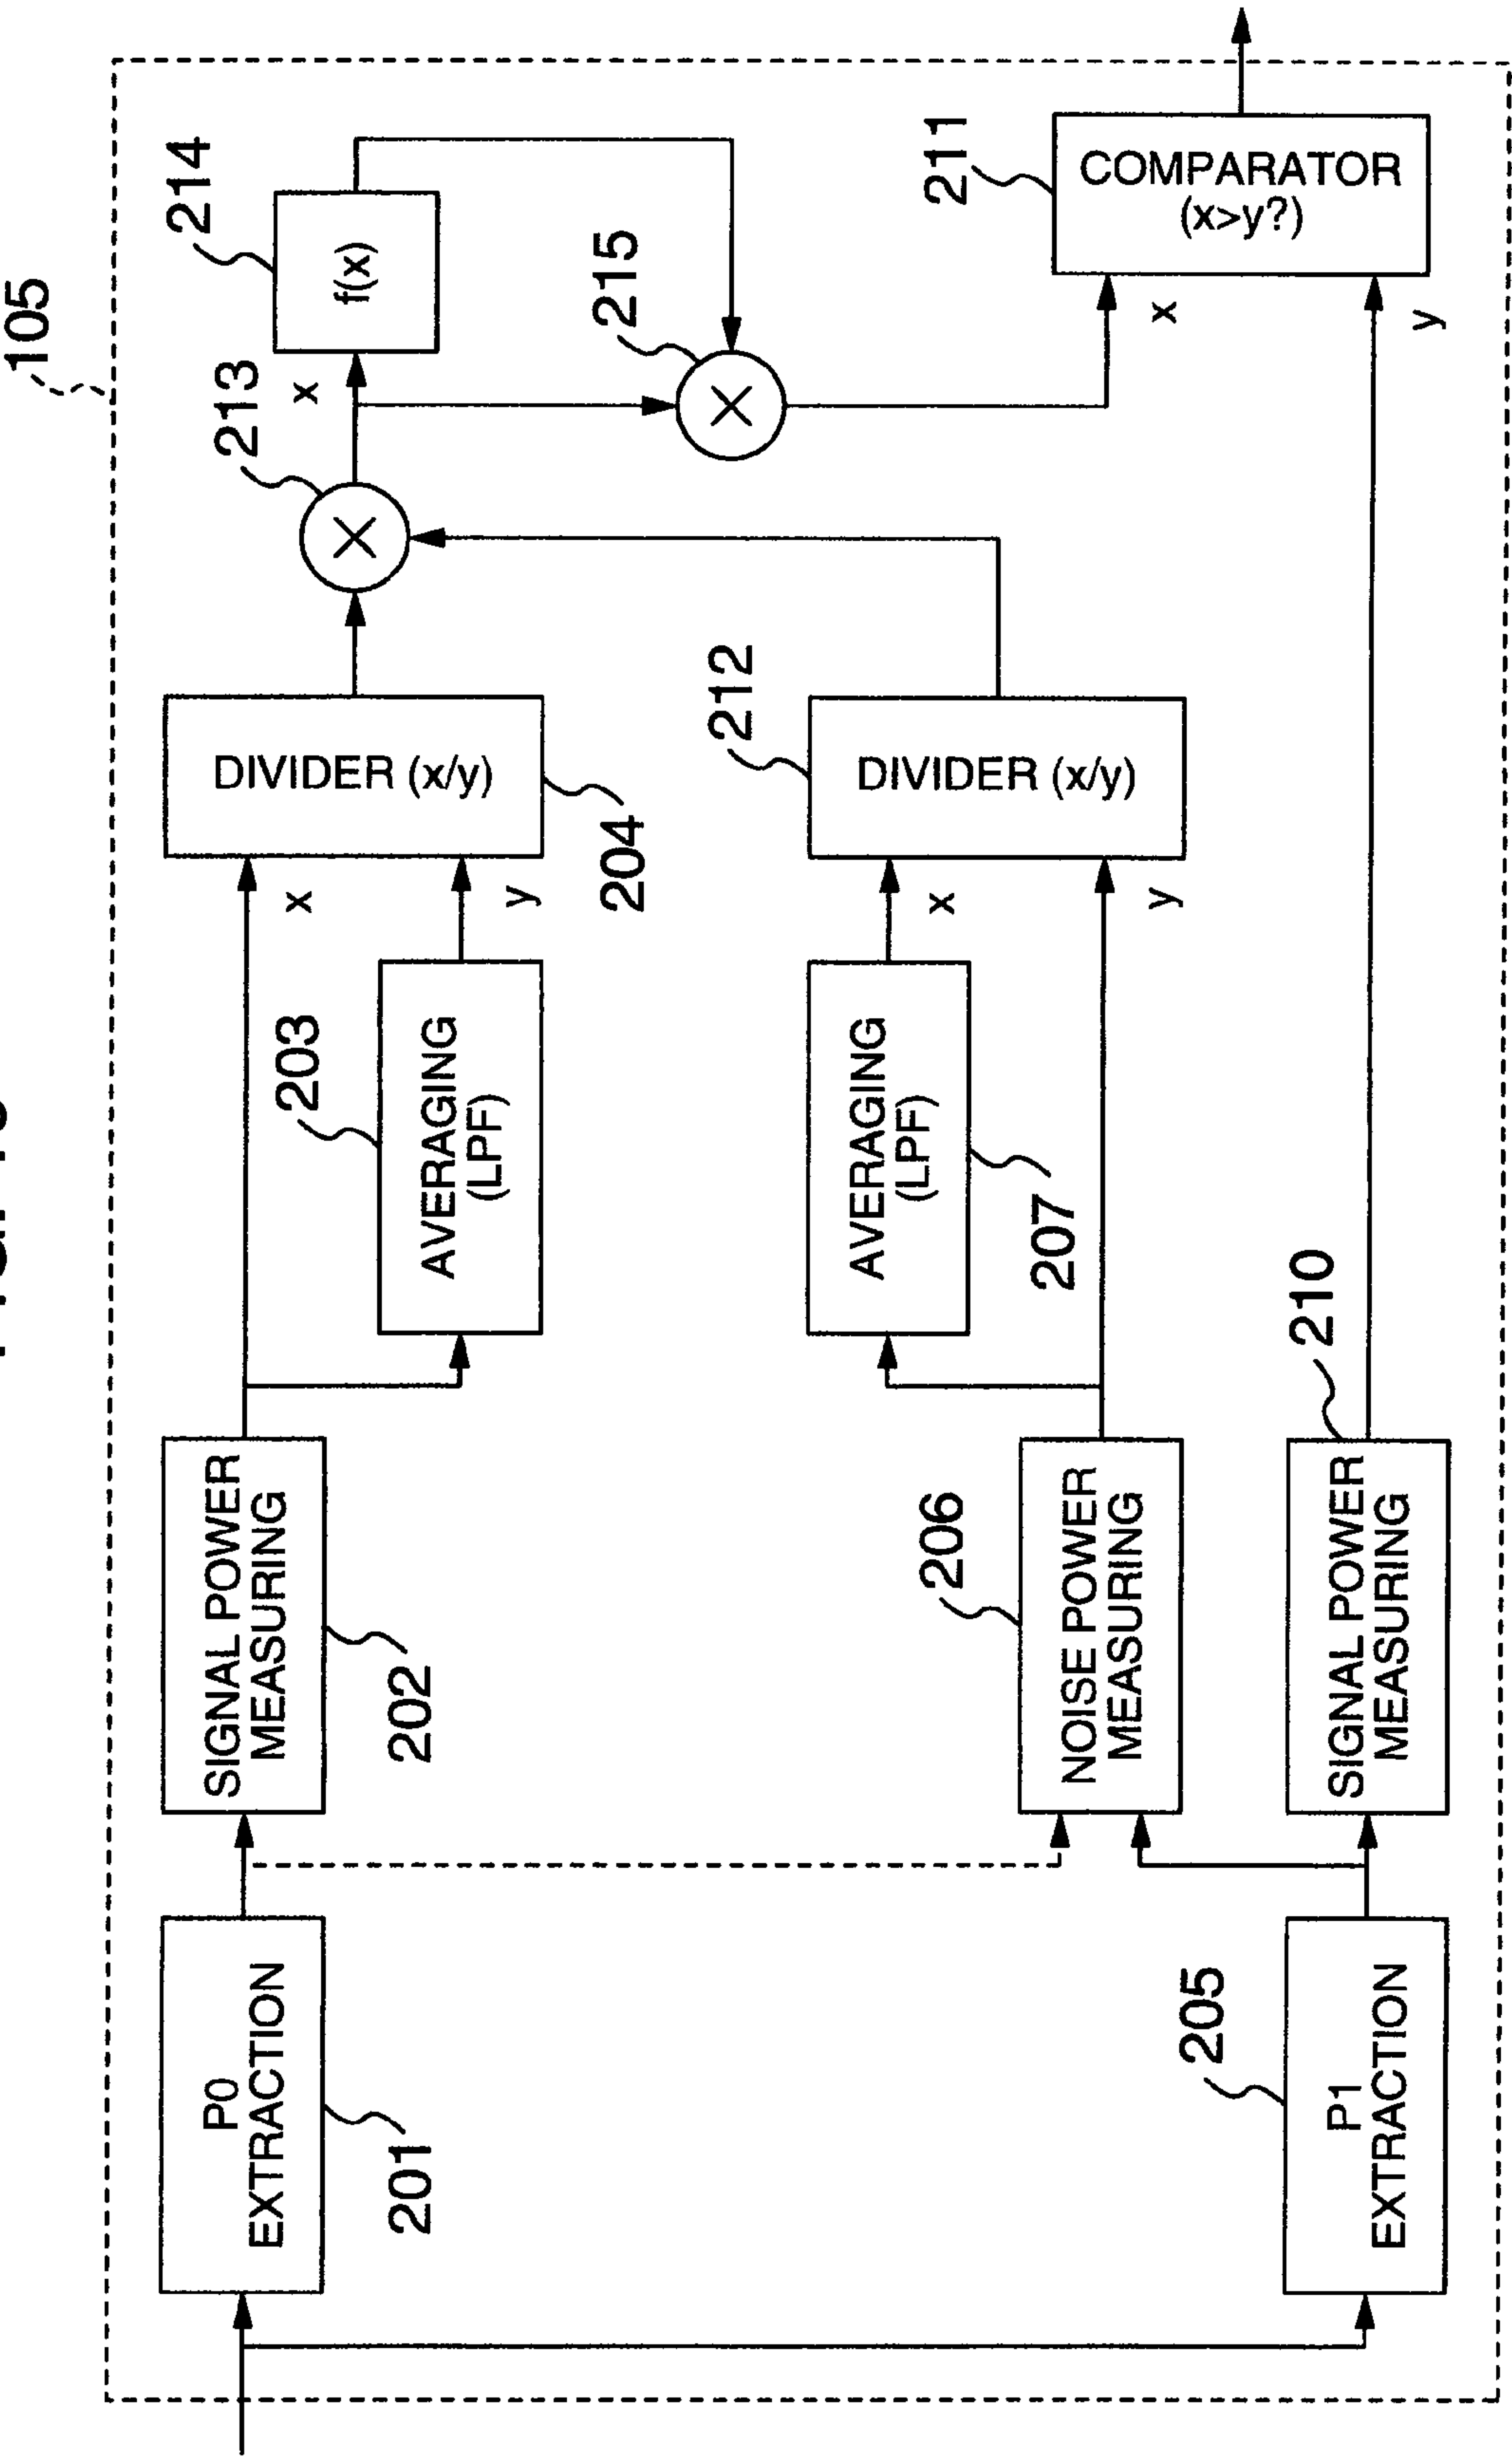 105
P0
EXTRACTION
201
SIGNAL POWER
MEASURING
202
AVERAGING
(LPF)
203
x
y
DIVIDER (x/y)
204
213
x
f(x)
214
215
P1
EXTRACTION
205
NOISE POWER
MEASURING
206
AVERAGING
(LPF)
207
x
y
DIVIDER (x/y)
212
SIGNAL POWER
MEASURING
210
x
y
COMPARATOR
(x>y?)
211